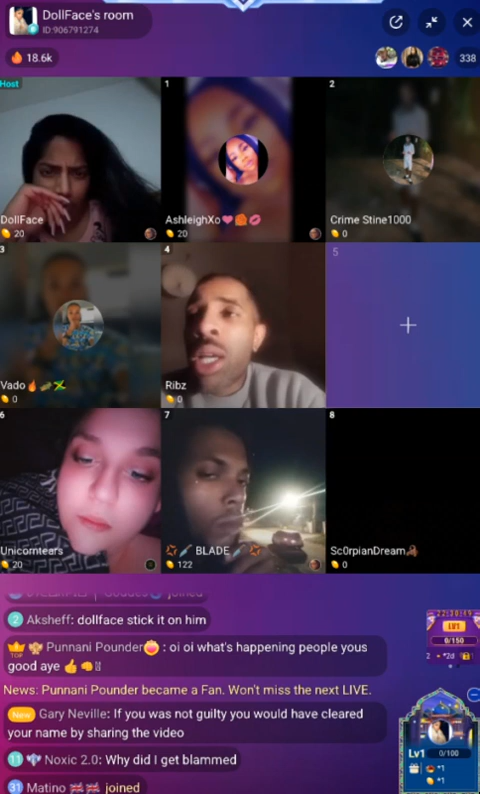 DollFace's room
ID:906791274
18.6k
338
Host
1
2
DollFace
20
AshleighXo❤️
20
Crime Stine1000
0
3
4
5
Vado🔥
0
Ribz
0
6
7
8
Unicorntears
20
BLADE
122
Sc0rpianDream🦂
0
joined
2 Aksheff: dollface stick it on him
TOP Punnani Pounder : oi oi what's happening people yous
good aye 👍
News: Punnani Pounder became a Fan. Won't miss the next LIVE.
New Gary Neville: If you was not guilty you would have cleared
your name by sharing the video
11 Noxic 2.0: Why did I get blammed
31 Matino 🇬🇧🇬🇧 joined
22:30:49
LV1
0/150
Lv1 0/100
*1
*1